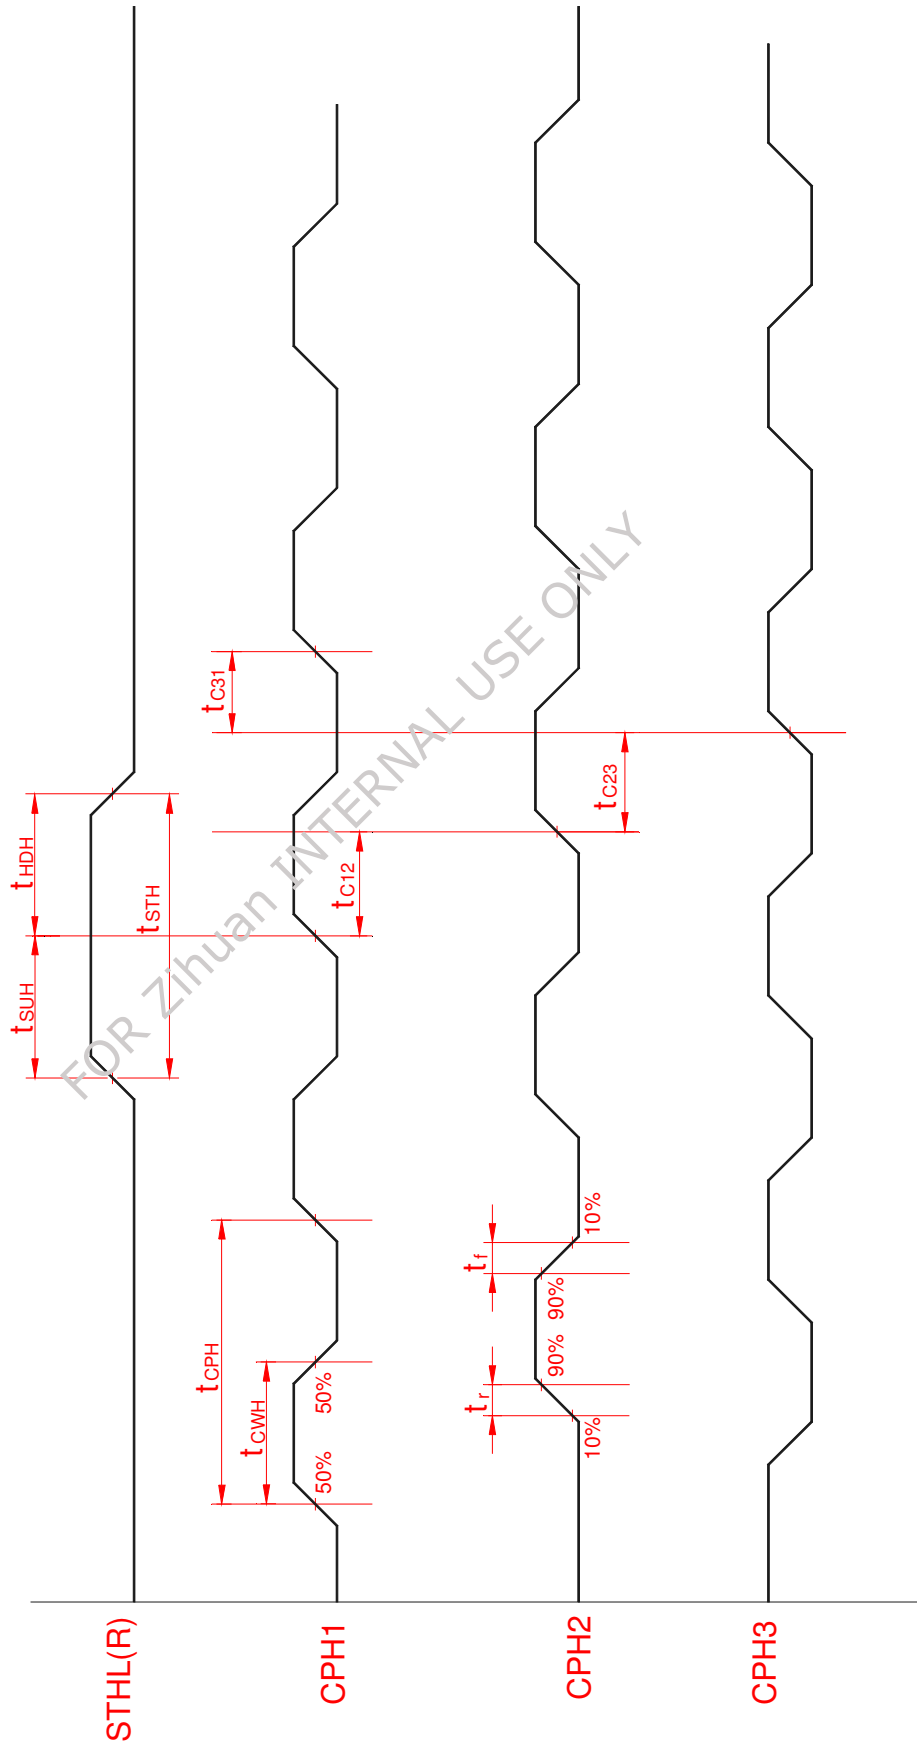 STHL(R)
tSUH
tHDH
tSTH
CPH1
tCPH
tCWH
50%
50%
tC12
tC31
CPH2
tr
tf
10%
90%
90%
10%
tC23
CPH3
FOR Zihuan INTERNAL USE ONLY